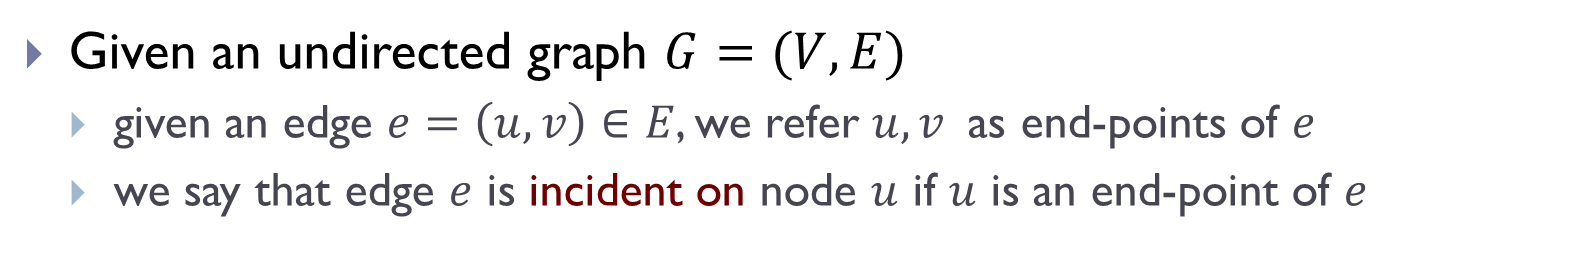 Given an undirected graph G = (V, E)
given an edge e = (u, v) ∈ E, we refer u, v as end-points of e
we say that edge e is incident on node u if u is an end-point of e